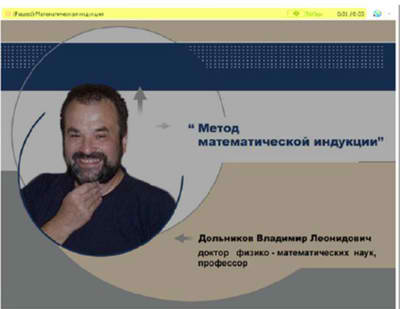 “ Метод
математической индукции”
Дольников Владимир Леонидович
доктор физико - математических наук,
профессор